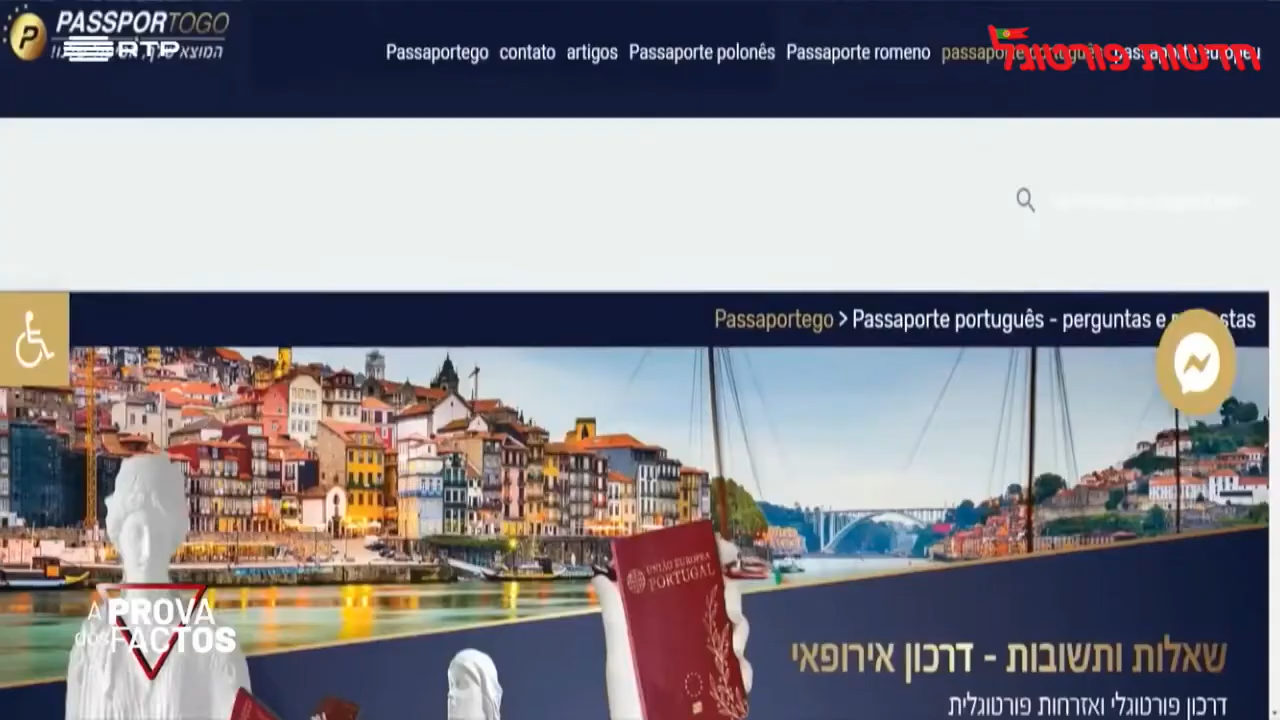 PASSPORTOGO
RTP
Passaportego contato artigos Passaporte polonês Passaporte romeno
חדשות פורטוגל
Passaportego > Passaporte português - perguntas e
UNIÃO EUROPEIA
PORTUGAL
A PROVA
dos FACTOS
שאלות ותשובות - דרכון אירופאי
דרכון פורטוגלי ואזרחות פורטוגלית